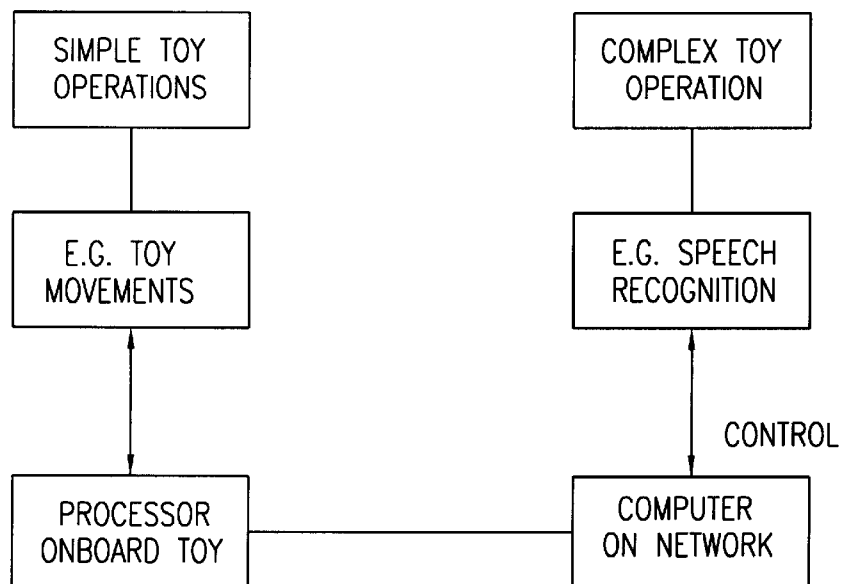 SIMPLE TOY
OPERATIONS
COMPLEX TOY
OPERATION
E.G. TOY
MOVEMENTS
E.G. SPEECH
RECOGNITION
CONTROL
PROCESSOR
ONBOARD TOY
COMPUTER
ON NETWORK